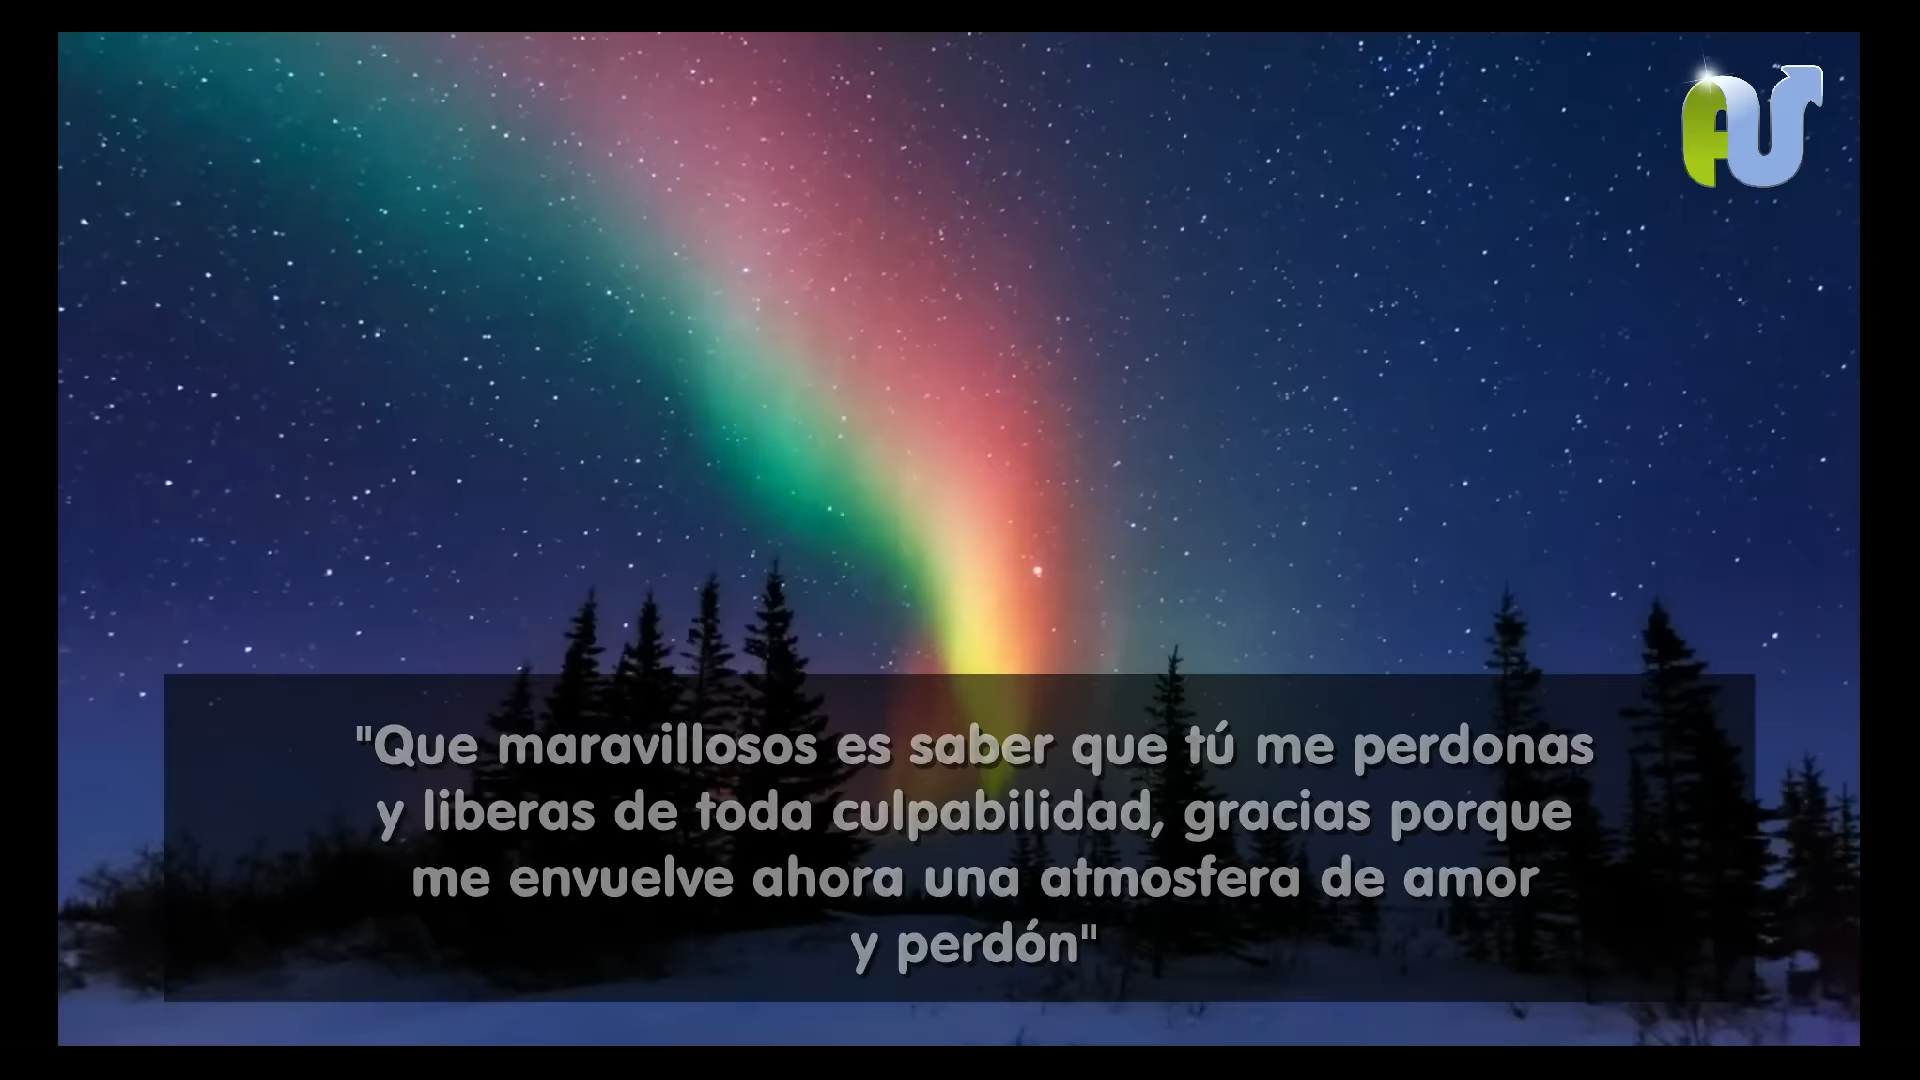 AU
"Que maravillosos es saber que tú me perdonas
y liberas de toda culpabilidad, gracias porque
me envuelve ahora una atmosfera de amor
y perdón"